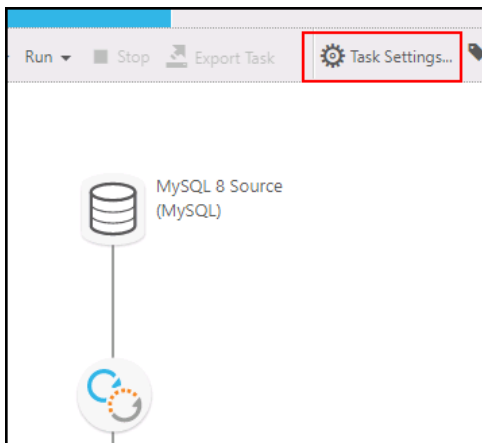 Run
Stop
Export Task
Task Settings...
MySQL 8 Source
(MySQL)